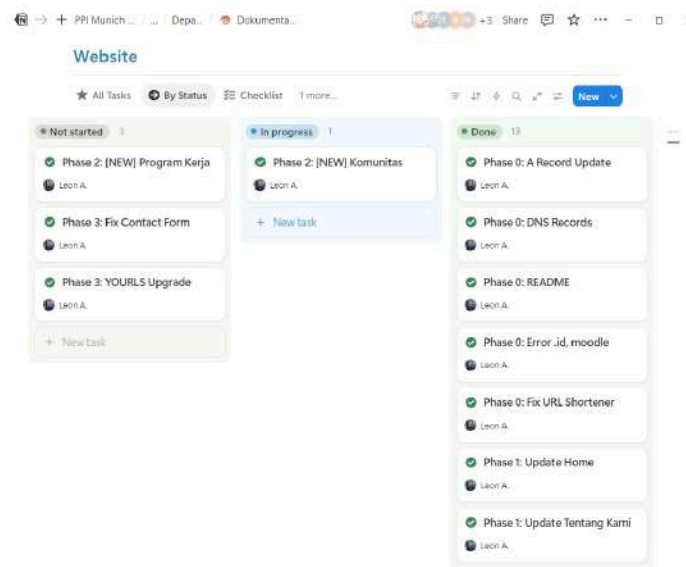 PPI Munich ... / ... / Depa... / Dokumenta...
+3 Share
Website
All Tasks By Status Checklist 1 more...
New
Not started 3
Phase 2: [NEW] Program Kerja
Leon A.
Phase 3: Fix Contact Form
Leon A.
Phase 3: YOURLS Upgrade
Leon A.
+ New task
In progress 1
Phase 2: [NEW] Komunitas
Leon A.
+ New task
Done 13
Phase 0: A Record Update
Leon A.
Phase 0: DNS Records
Leon A.
Phase 0: README
Leon A.
Phase 0: Error .id, moodle
Leon A.
Phase 0: Fix URL Shortener
Leon A.
Phase 1: Update Home
Leon A.
Phase 1: Update Tentang Kami
Leon A.